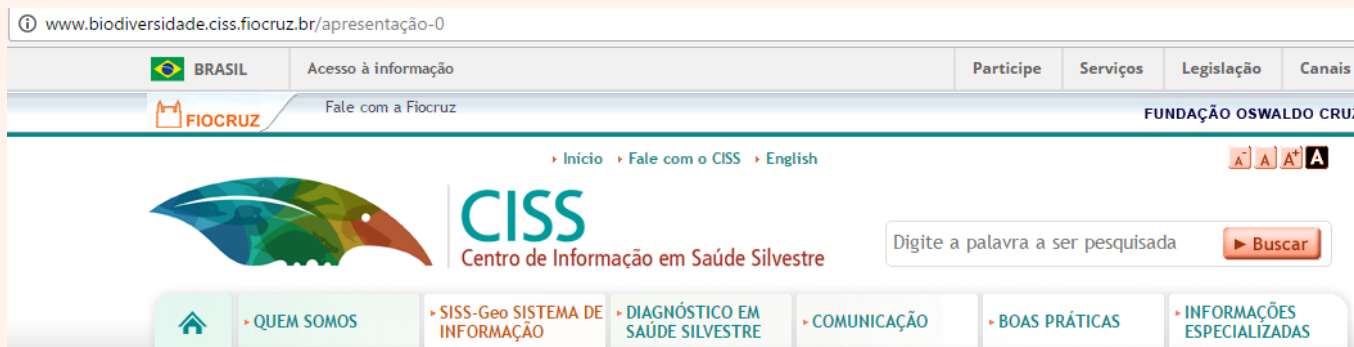 www.biodiversidade.ciss.fiocruz.br/apresentação-0
BRASIL Acesso à informação Participe Serviços Legislação Canais
FIOCRUZ Fale com a Fiocruz FUNDAÇÃO OSWALDO CRUZ
Início Fale com o CISS English A- A A+ A
CISS
Centro de Informação em Saúde Silvestre
Digite a palavra a ser pesquisada Buscar
QUEM SOMOS
SISS-Geo SISTEMA DE
INFORMAÇÃO
DIAGNÓSTICO EM
SAÚDE SILVESTRE
COMUNICAÇÃO
BOAS PRÁTICAS
INFORMAÇÕES
ESPECIALIZADAS